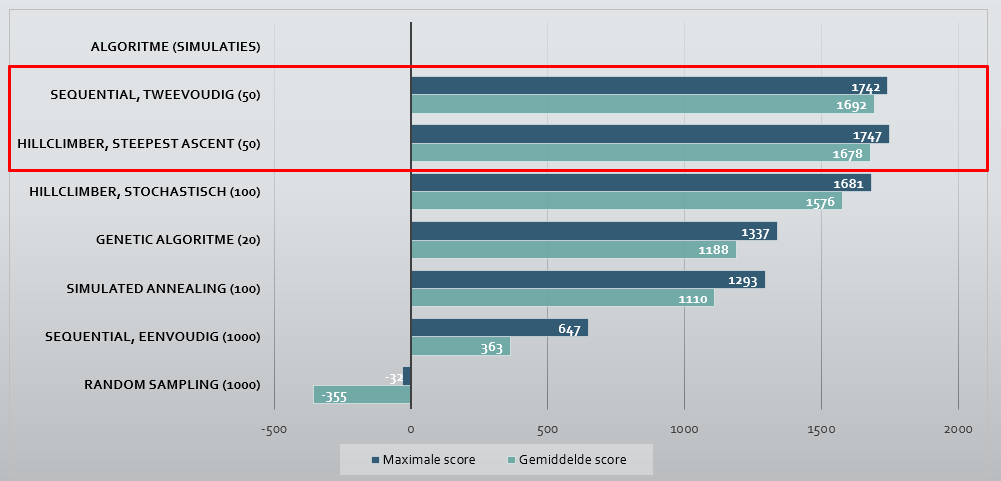 ALGORITME (SIMULATIES)
SEQUENTIAL, TWEEVOUDIG (50)
1742
1692
HILLCLIMBER, STEEPEST ASCENT (50)
1747
1678
HILLCLIMBER, STOCHASTISCH (100)
1681
1576
GENETIC ALGORITME (20)
1337
1188
SIMULATED ANNEALING (100)
1293
1110
SEQUENTIAL, EENVOUDIG (1000)
647
363
RANDOM SAMPLING (1000)
-32
-355
-500 0 500 1000 1500 2000
Maximale score Gemiddelde score